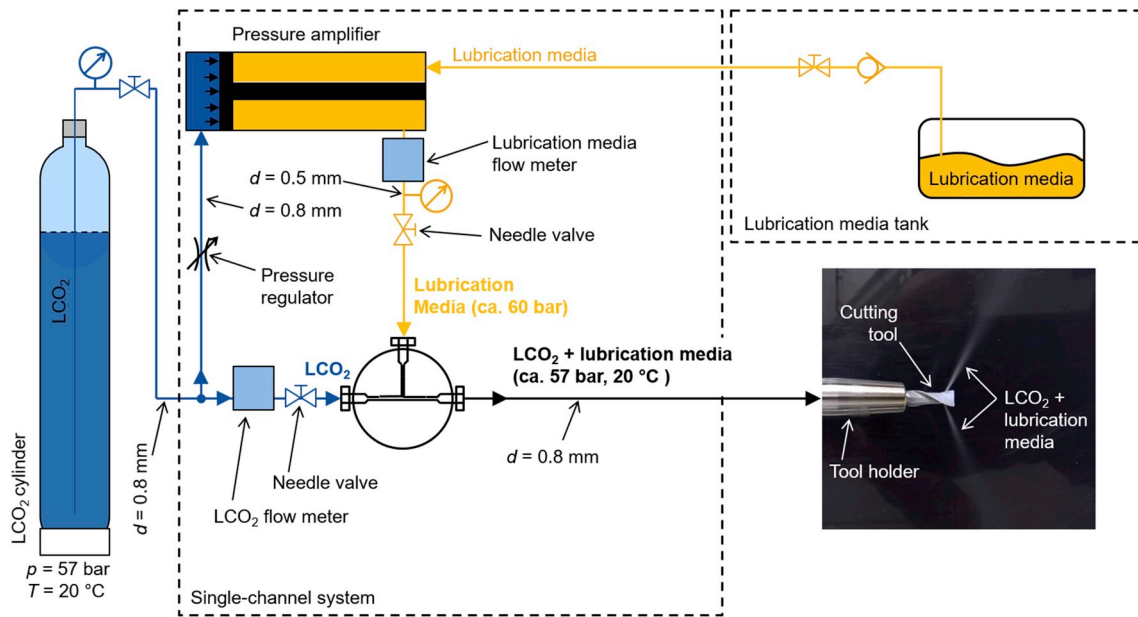 Pressure amplifier
Lubrication media
Lubrication media
flow meter
d = 0.5 mm
d = 0.8 mm
Needle valve
Lubrication media
Lubrication media tank
LCO₂
Pressure
regulator
Lubrication
Media (ca. 60 bar)
LCO₂
LCO₂ + lubrication media
(ca. 57 bar, 20 °C )
Cutting
tool
LCO₂ +
lubrication
media
Tool holder
d = 0.8 mm
d = 0.8 mm
Needle valve
LCO₂ flow meter
LCO₂ cylinder
p = 57 bar
T = 20 °C
Single-channel system